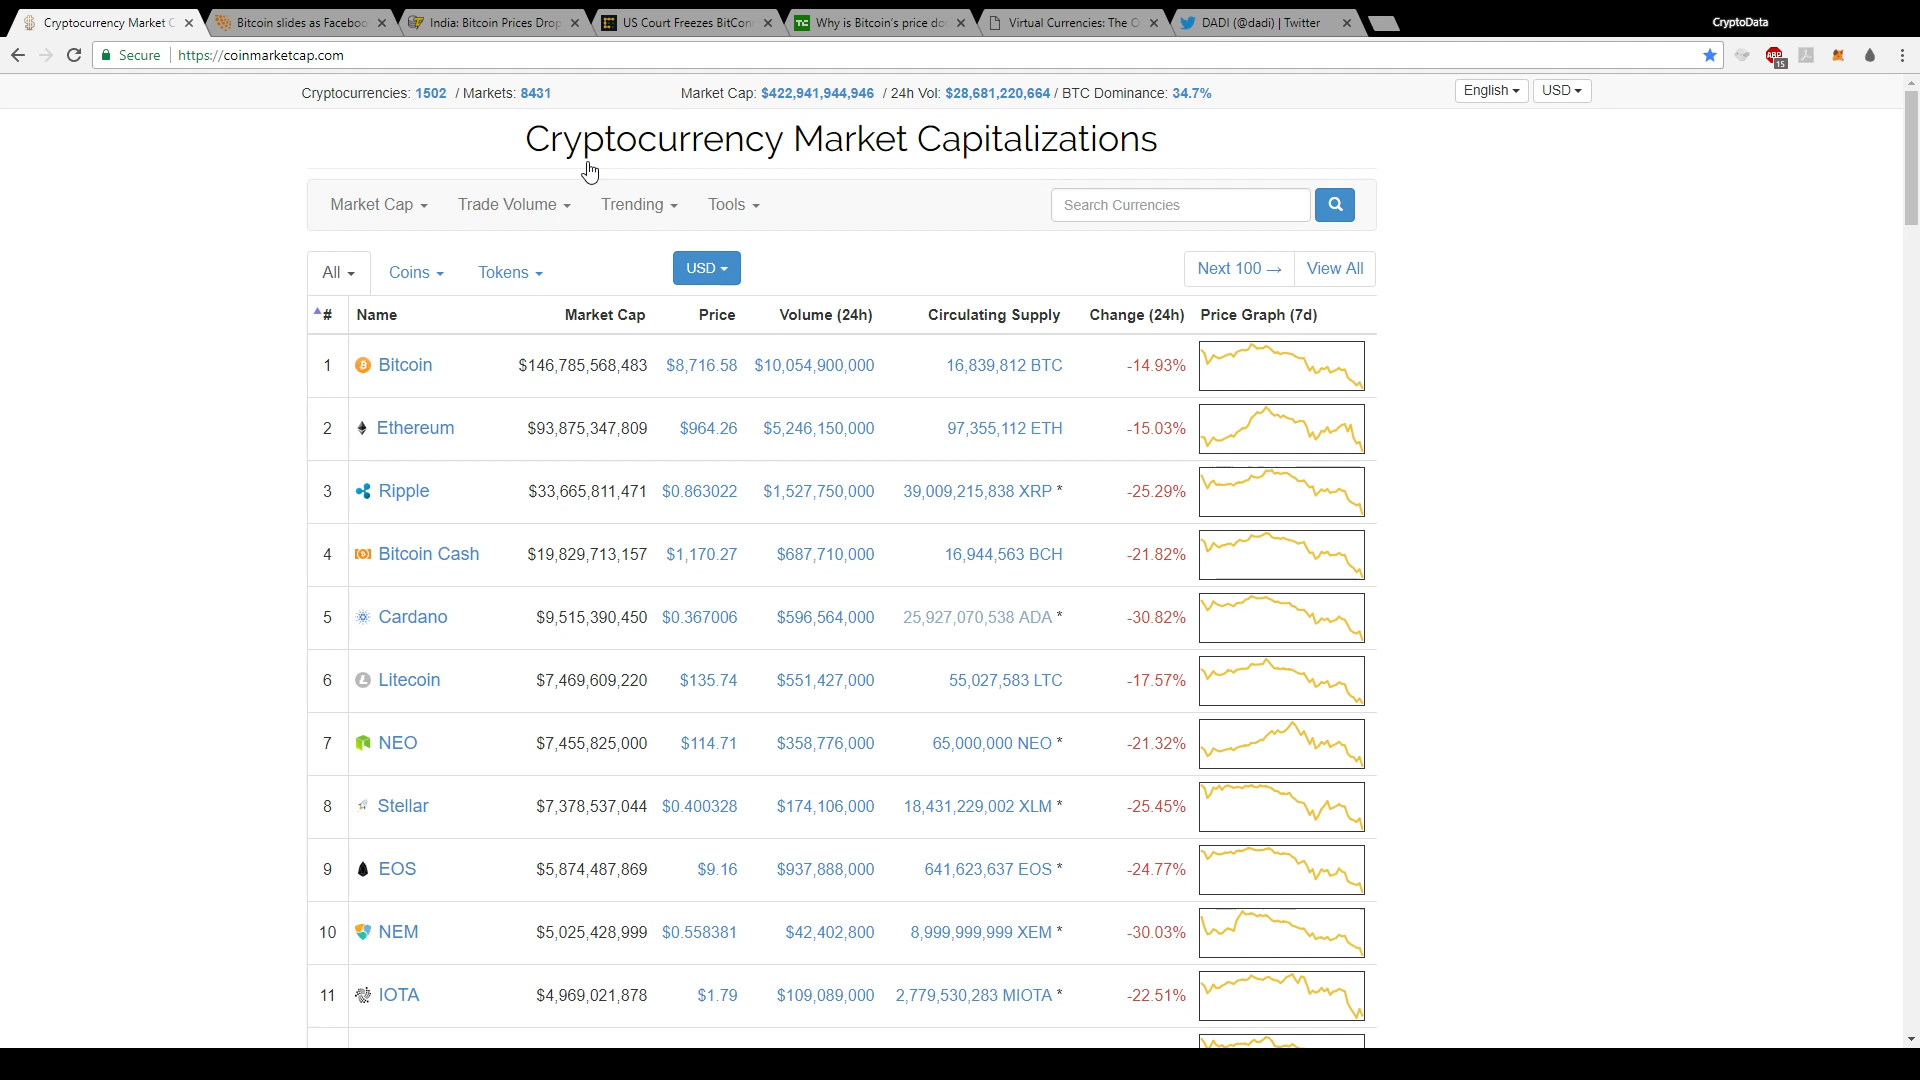 Cryptocurrency Market C
Bitcoin slides as Faceboo
India: Bitcoin Prices Drop
US Court Freezes BitCon
Why is Bitcoin's price do
Virtual Currencies: The O
DADI (@dadi) | Twitter
CryptoData
Secure https://coinmarketcap.com
ABP
15
Cryptocurrencies: 1502 / Markets: 8431
Market Cap: $422,941,944,946 / 24h Vol: $28,681,220,664 / BTC Dominance: 34.7%
English
USD
Cryptocurrency Market Capitalizations
Market Cap Trade Volume Trending Tools
Search Currencies
All Coins Tokens USD Next 100 → View All
# Name Market Cap Price Volume (24h) Circulating Supply Change (24h) Price Graph (7d)
1 Bitcoin $146,785,568,483 $8,716.58 $10,054,900,000 16,839,812 BTC -14.93%
2 Ethereum $93,875,347,809 $964.26 $5,246,150,000 97,355,112 ETH -15.03%
3 Ripple $33,665,811,471 $0.863022 $1,527,750,000 39,009,215,838 XRP * -25.29%
4 Bitcoin Cash $19,829,713,157 $1,170.27 $687,710,000 16,944,563 BCH -21.82%
5 Cardano $9,515,390,450 $0.367006 $596,564,000 25,927,070,538 ADA * -30.82%
6 Litecoin $7,469,609,220 $135.74 $551,427,000 55,027,583 LTC -17.57%
7 NEO $7,455,825,000 $114.71 $358,776,000 65,000,000 NEO * -21.32%
8 Stellar $7,378,537,044 $0.400328 $174,106,000 18,431,229,002 XLM * -25.45%
9 EOS $5,874,487,869 $9.16 $937,888,000 641,623,637 EOS * -24.77%
10 NEM $5,025,428,999 $0.558381 $42,402,800 8,999,999,999 XEM * -30.03%
11 IOTA $4,969,021,878 $1.79 $109,089,000 2,779,530,283 MIOTA * -22.51%